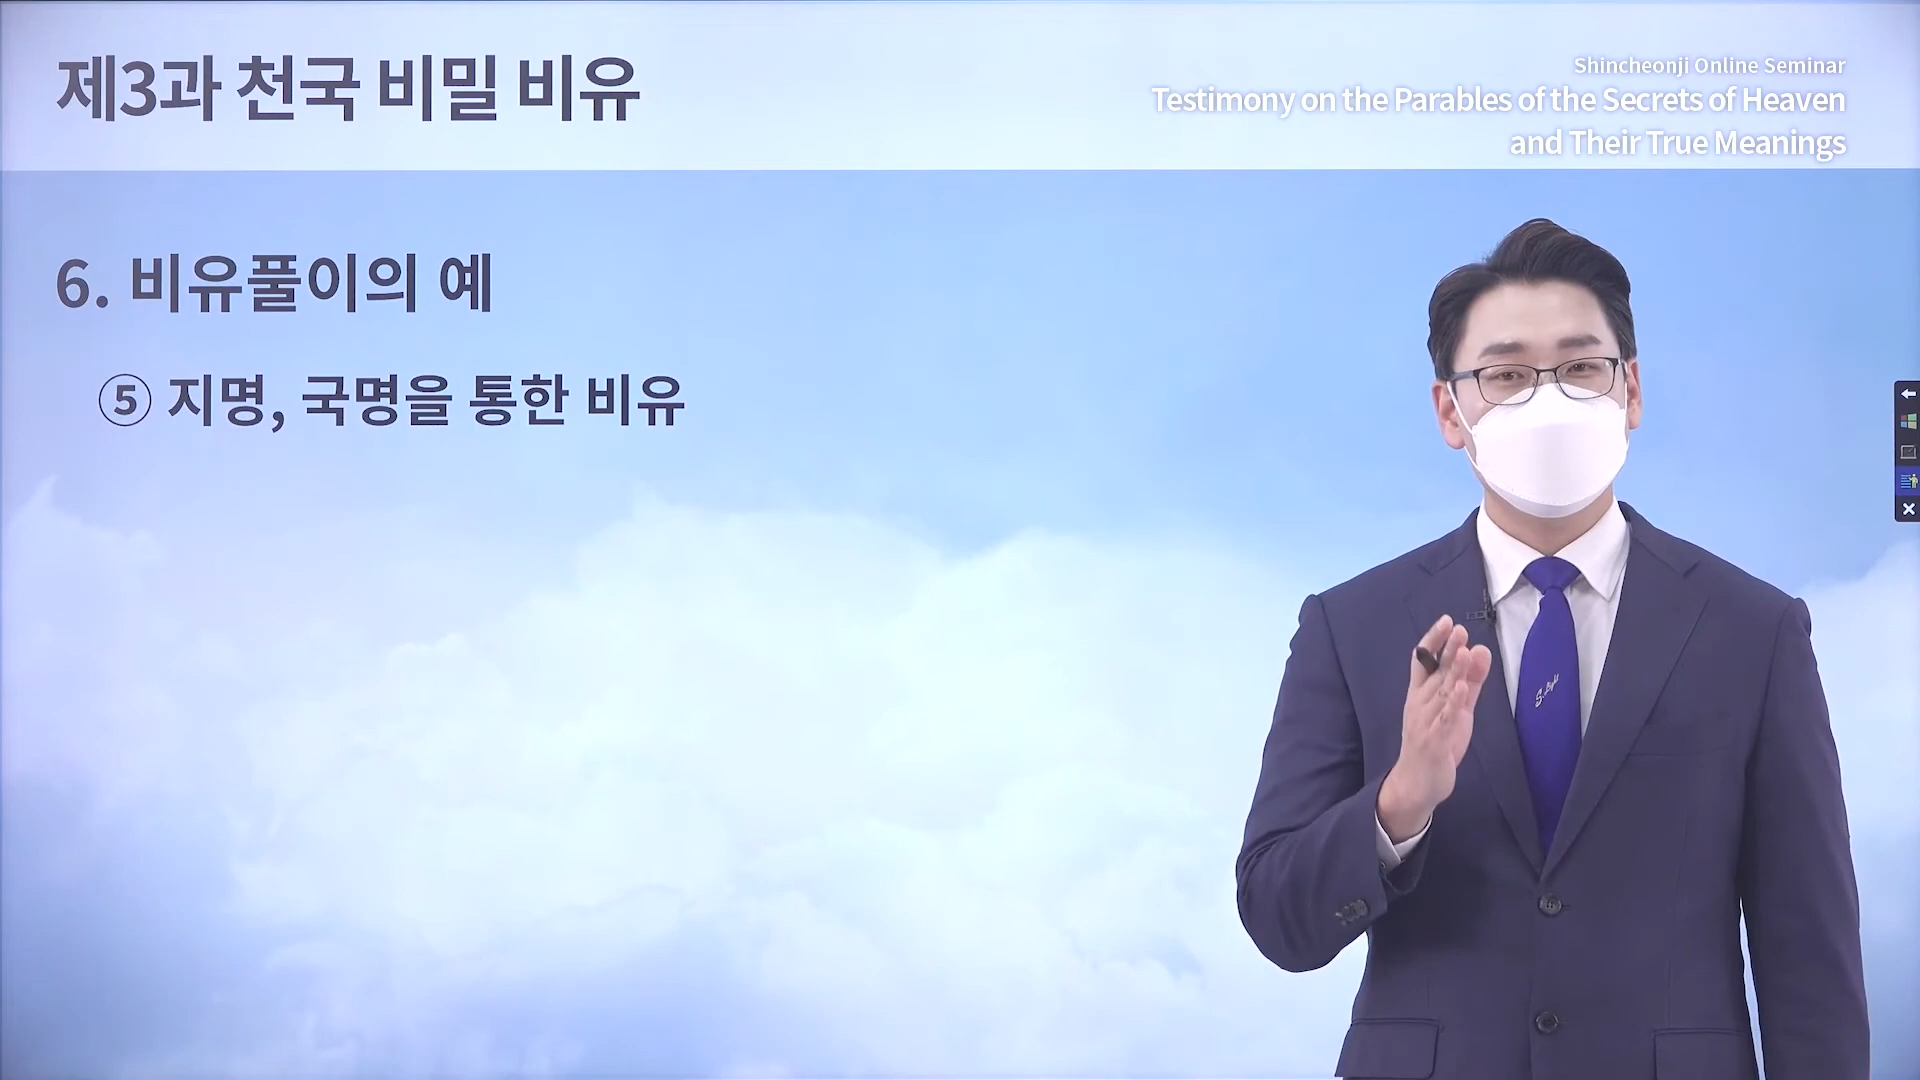 제3과 천국 비밀 비유
Shincheonji Online Seminar
Testimony on the Parables of the Secrets of Heaven
and Their True Meanings
6. 비유풀이의 예
⑤ 지명, 국명을 통한 비유
S.Light